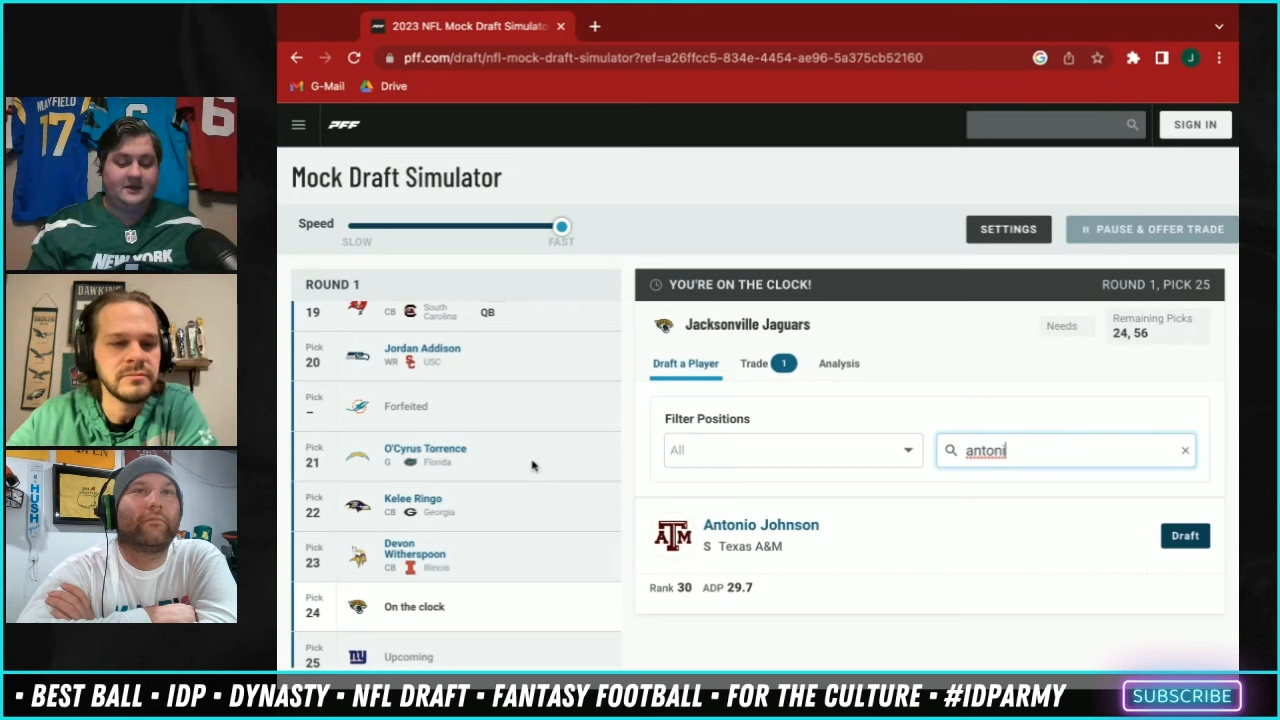 2023 NFL Mock Draft Simulato
pff.com/draft/nfl-mock-draft-simulator?ref=a26ffcc5-834e-4454-ae96-5a375cb52160
J
G-Mail
Drive
PFF
SIGN IN
Mock Draft Simulator
Speed
SLOW
FAST
SETTINGS
PAUSE & OFFER TRADE
ROUND 1
19
CB
South Carolina
QB
Pick 20
Jordan Addison
WR USC
Pick –
Forfeited
Pick 21
O'Cyrus Torrence
G Florida
Pick 22
Kelee Ringo
CB Georgia
Pick 23
Devon Witherspoon
CB Illinois
Pick 24
On the clock
Pick 25
Upcoming
YOU'RE ON THE CLOCK!
ROUND 1, PICK 25
Jacksonville Jaguars
Needs
Remaining Picks
24, 56
Draft a Player
Trade 1
Analysis
Filter Positions
All
antoni
Antonio Johnson
S Texas A&M
Draft
Rank 30 ADP 29.7
MAYFIELD
17
6
NEW YORK
DAWKINS
HUSH
• BEST BALL • IDP • DYNASTY • NFL DRAFT • FANTASY FOOTBALL • FOR THE CULTURE • #IDPARMY
SUBSCRIBE